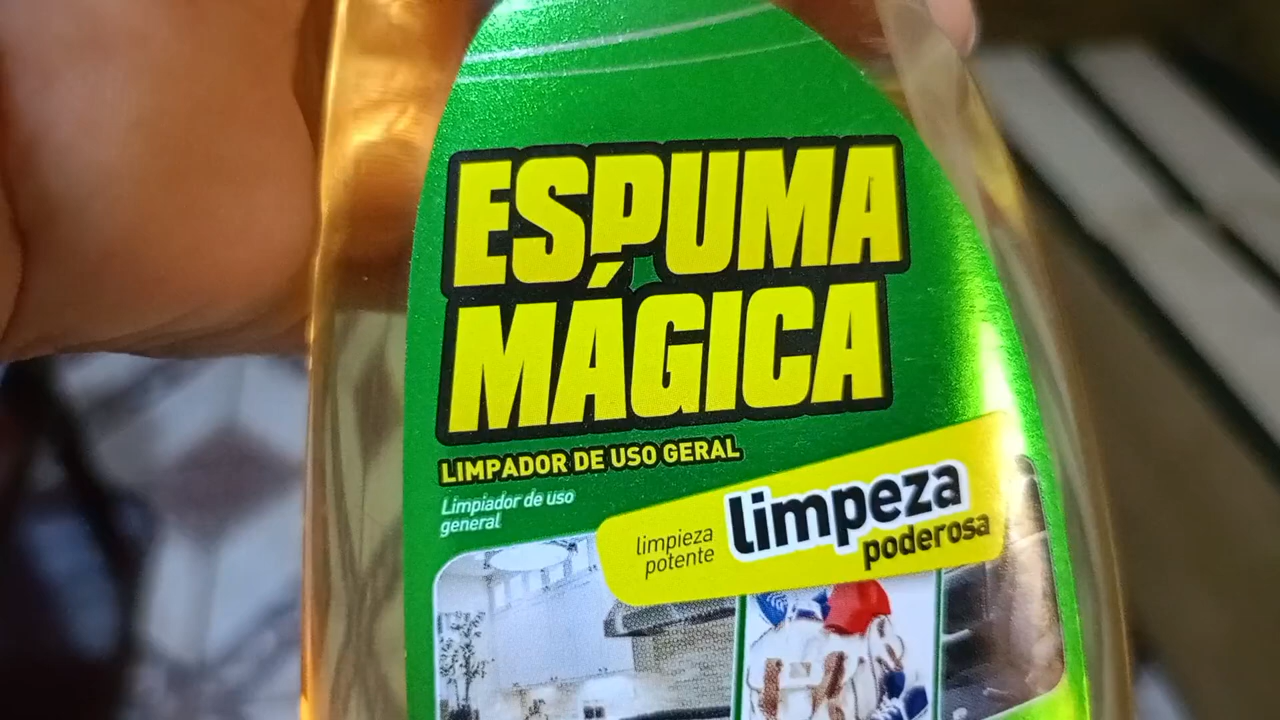 ESPUMA
MÁGICA
LIMPADOR DE USO GERAL
Limpiador de uso
general
limpieza
potente
limpeza
poderosa